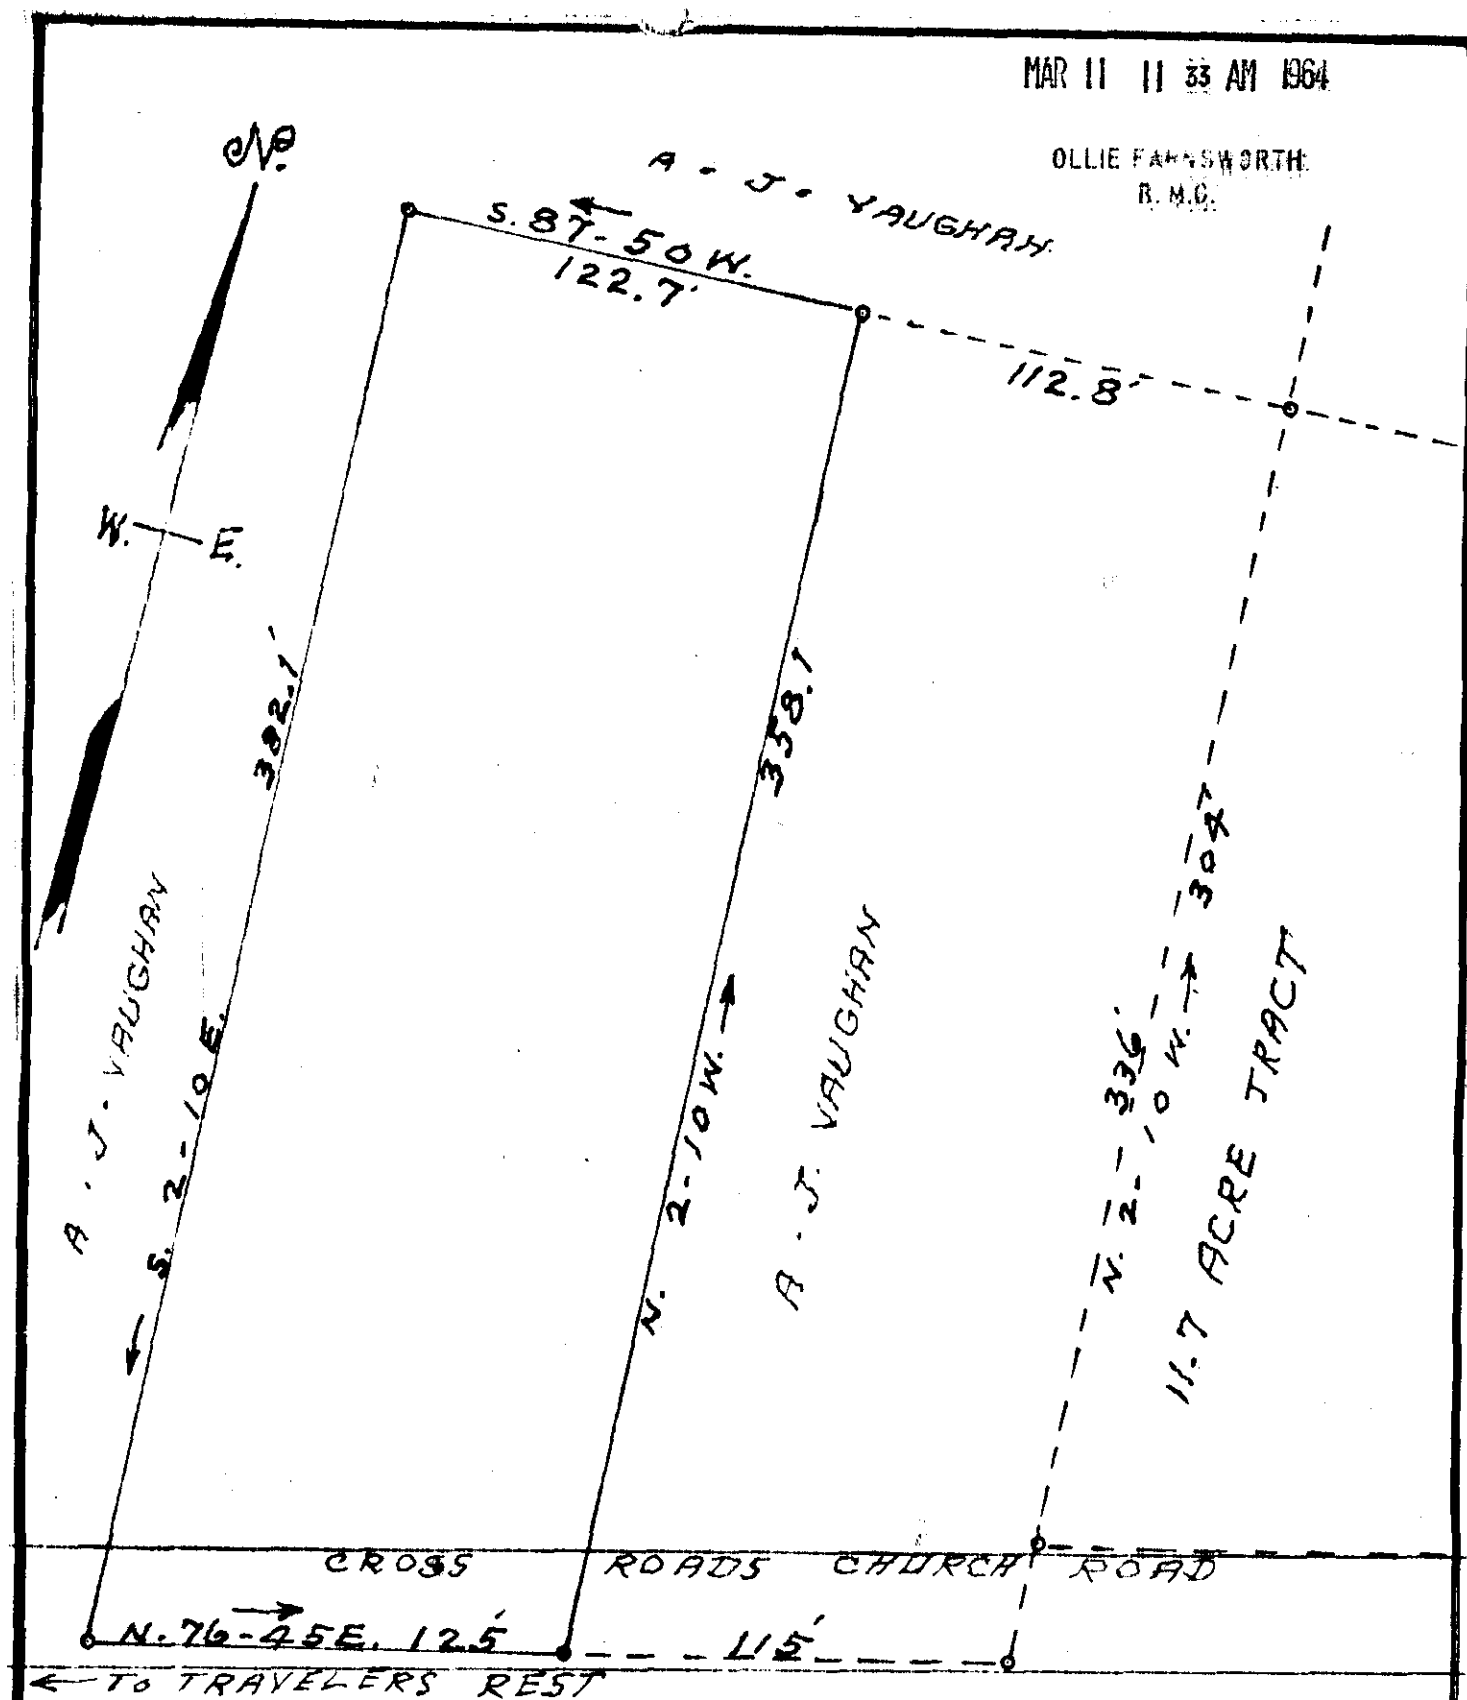 MAR 11 11 33 AM 1964
OLLIE FARNSWORTH
R. M.C.
N.
A - J - VAUGHAN
S. 87-50 W.
122.7'
112.8'
W. E.
382.1'
358.1
304'
336'
A. J. VAUGHAN
S. 2-10 E.
N. 2-10 W.
A. J. VAUGHAN
N. 2-10 W.
11.7 ACRE TRACT
CROSS ROADS CHURCH ROAD
N. 76-45 E. 125' 115'
← TO TRAVELERS REST